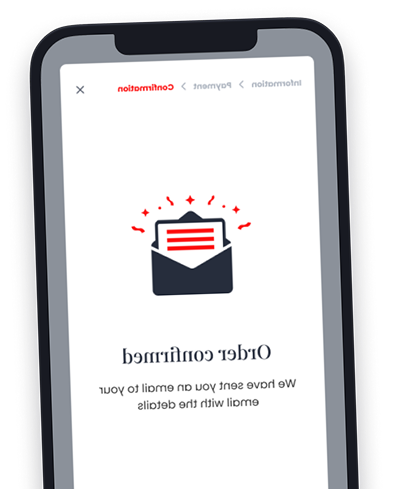 Information > Payment > Confirmation ×
Order confirmed
We have sent you an email to your
email with the details